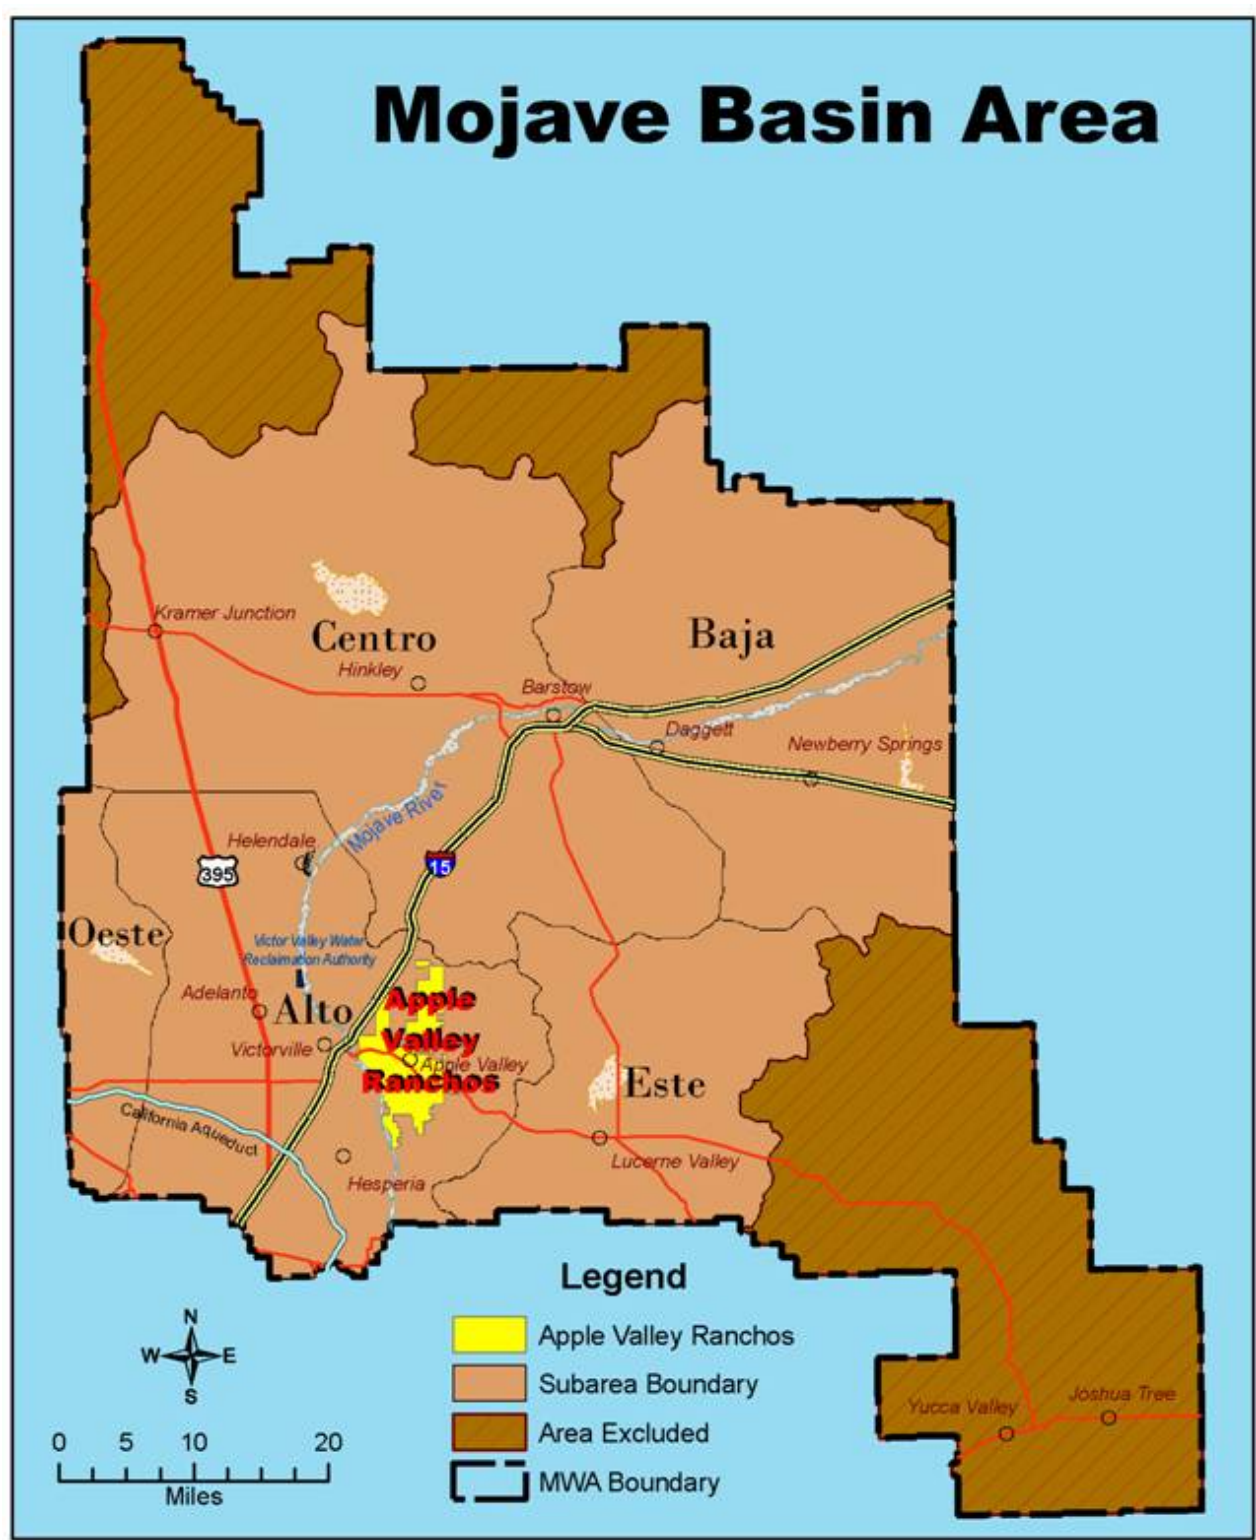 Mojave Basin Area
Kramer Junction
Centro
Hinkley
Baja
Barstow
Daggett
Newberry Springs
Mojave River
Helendale
395
15
Oeste
Victor Valley Water
Reclamation Authority
Adelanto
Alto
Victorville
Apple
Valley
Ranchos
Apple Valley
Este
California Aqueduct
Lucerne Valley
Hesperia
Legend
Apple Valley Ranchos
Subarea Boundary
Area Excluded
MWA Boundary
N
W
E
S
0 5 10 20
Miles
Yucca Valley
Joshua Tree